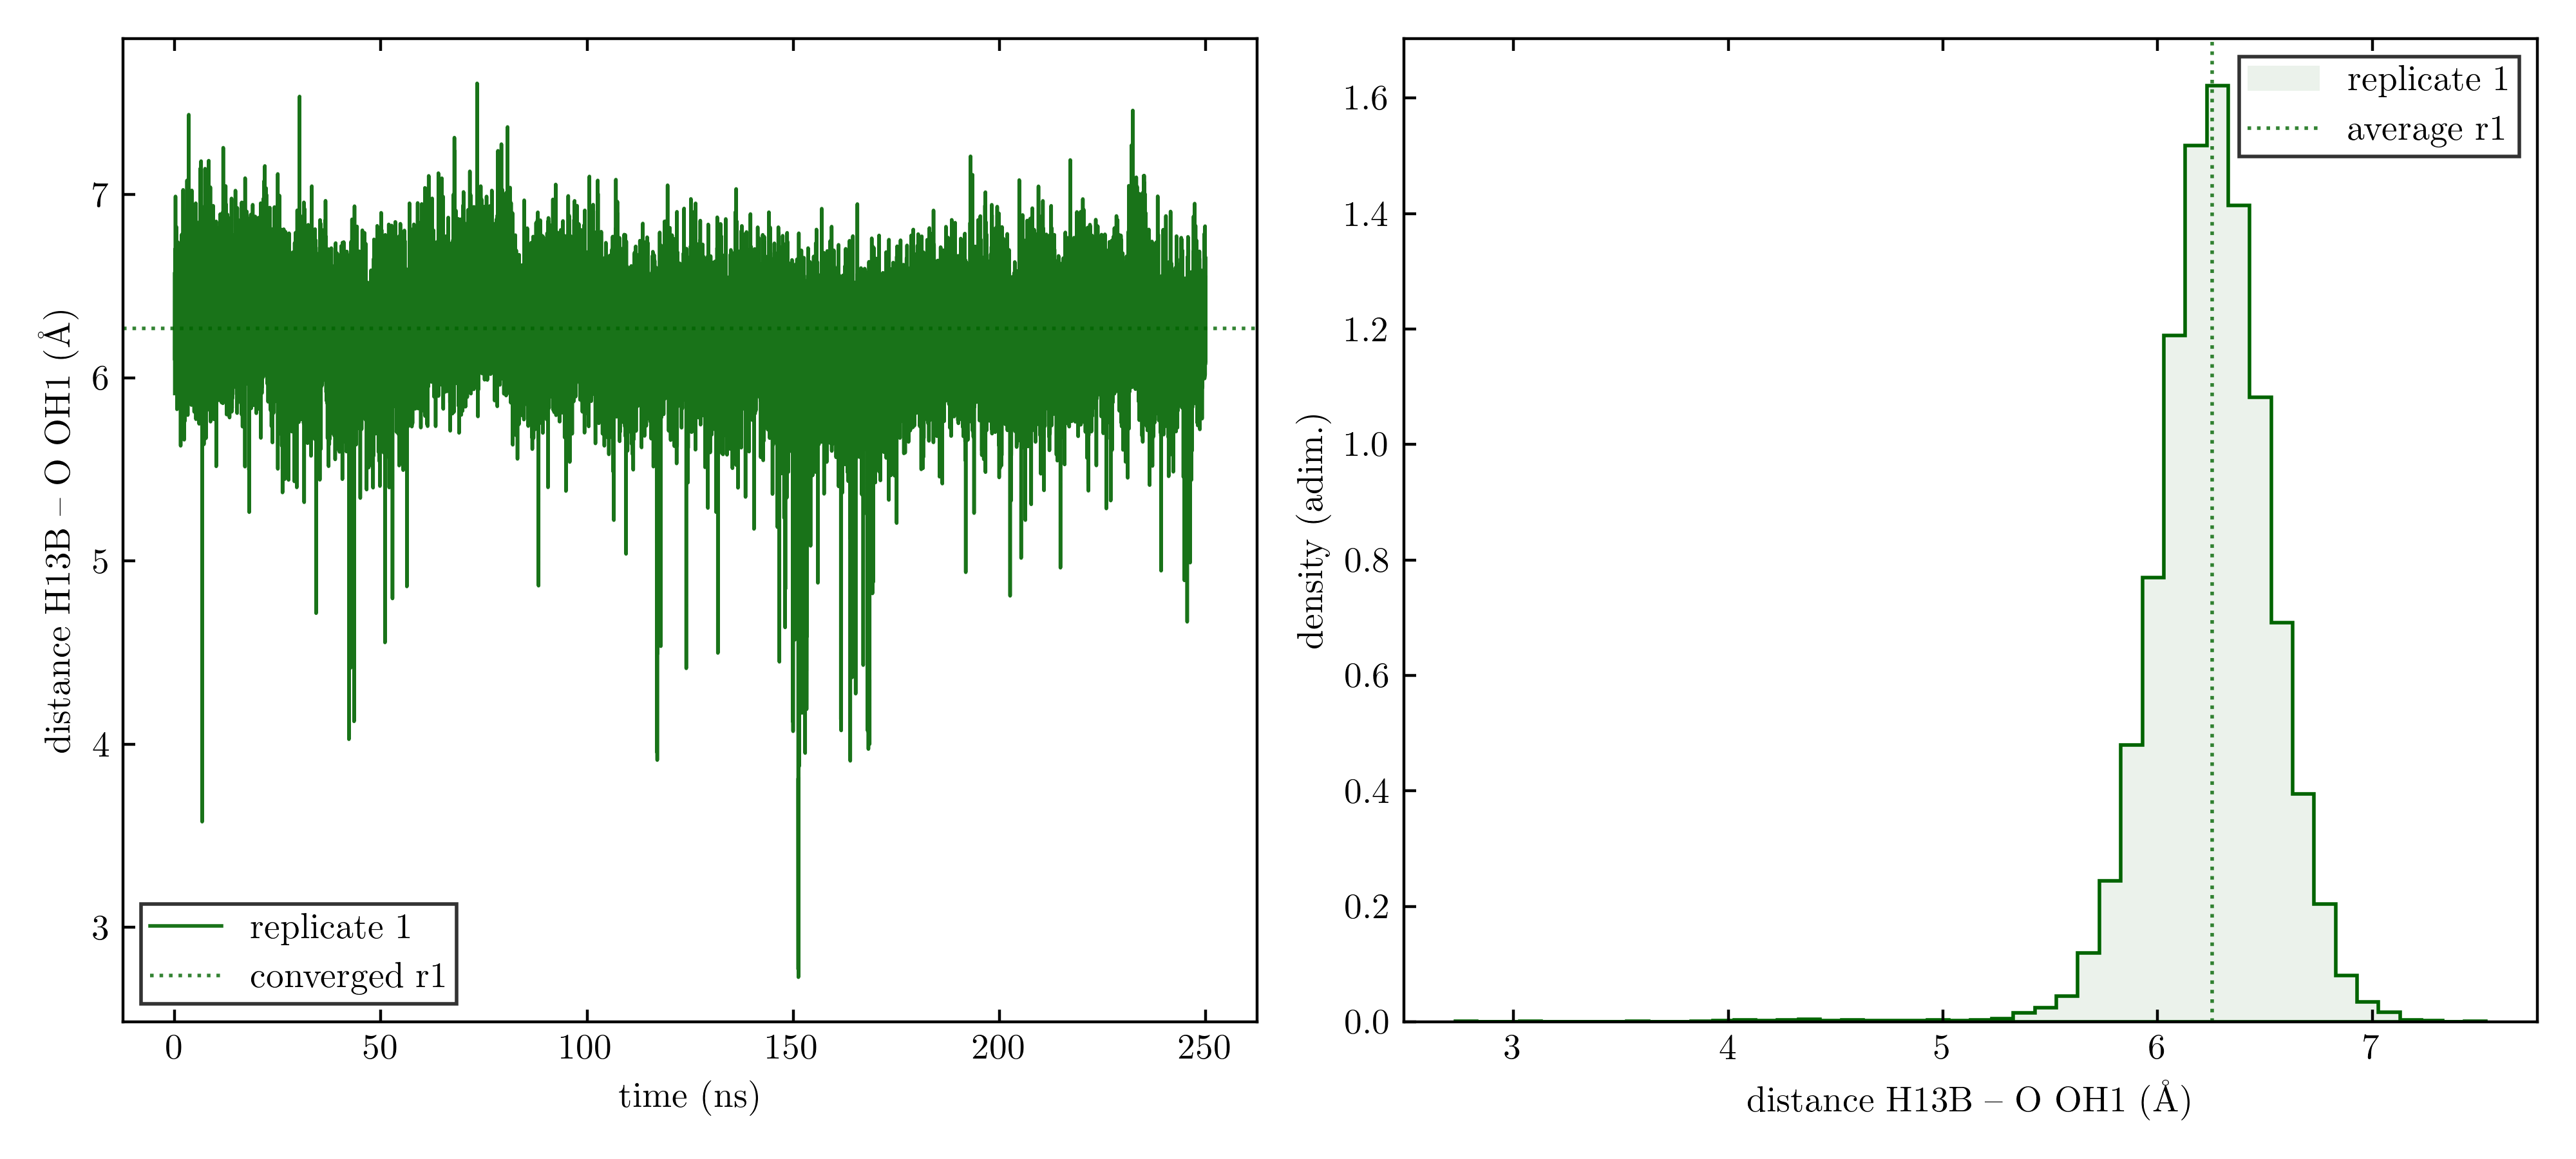 distance H13B – O OH1 (Å)
7
6
5
4
3
replicate 1
converged r1
0 50 100 150 200 250
time (ns)
density (adim.)
1.6
1.4
1.2
1.0
0.8
0.6
0.4
0.2
0.0
replicate 1
average r1
3 4 5 6 7
distance H13B – O OH1 (Å)